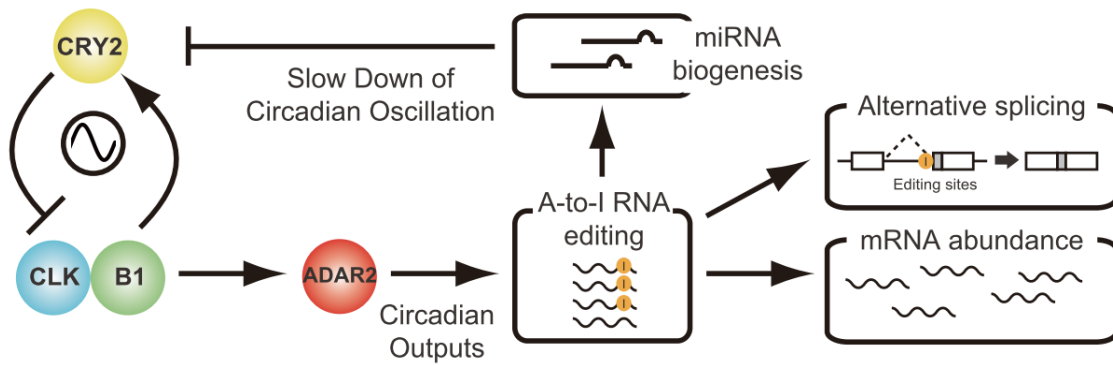 CRY2
Slow Down of
Circadian Oscillation
miRNA
biogenesis
Alternative splicing
I
Editing sites
A-to-I RNA
editing
I
I
I
mRNA abundance
CLK
B1
ADAR2
Circadian
Outputs